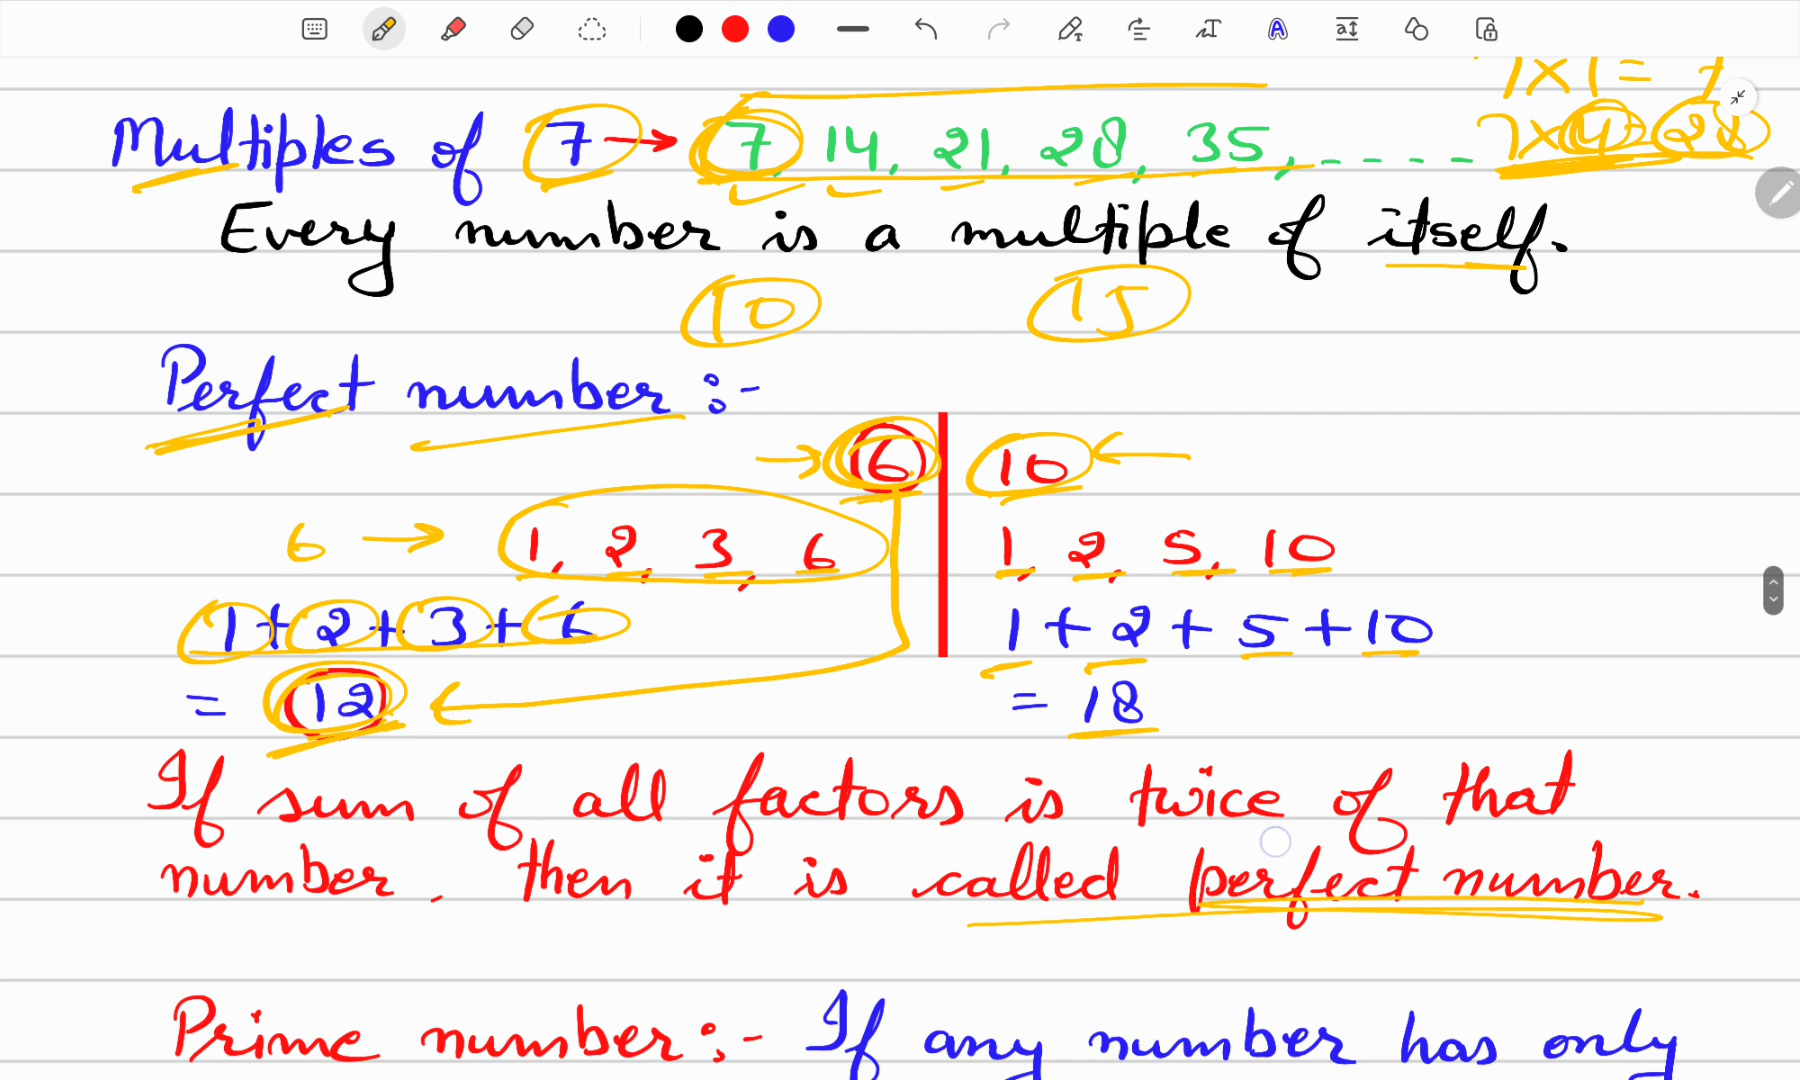 7 x 1 = 7
Multiples of 7 → 7, 14, 21, 28, 35, ----- 7 x 4 = 28
Every number is a multiple of itself.
10 15
Perfect number :-
6 10
6 → 1, 2, 3, 6 1, 2, 5, 10
1 + 2 + 3 + 6 1 + 2 + 5 + 10
= 12 = 18
If sum of all factors is twice of that
number. then it is called perfect number.
Prime number :- If any number has only